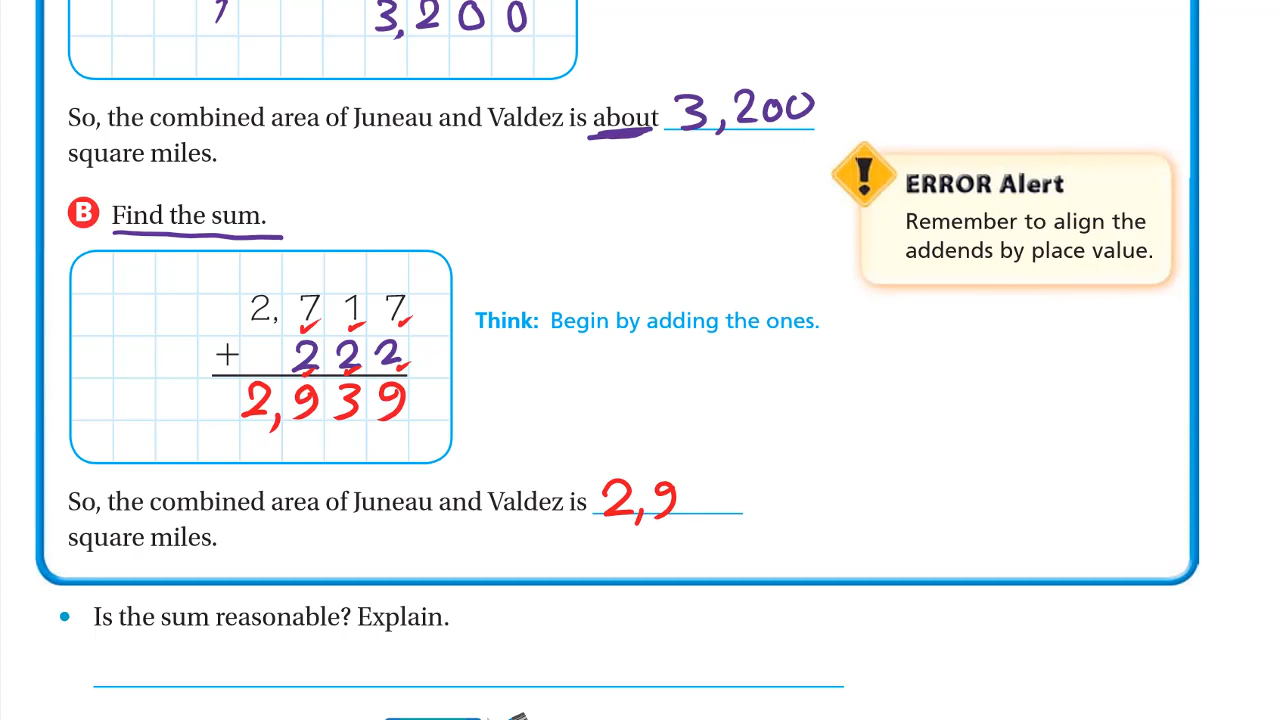 3,200
So, the combined area of Juneau and Valdez is about 3,200
square miles.
B Find the sum.
ERROR Alert
Remember to align the
addends by place value.
2,717
+ 222
2,939
Think: Begin by adding the ones.
So, the combined area of Juneau and Valdez is 2,9
square miles.
• Is the sum reasonable? Explain.